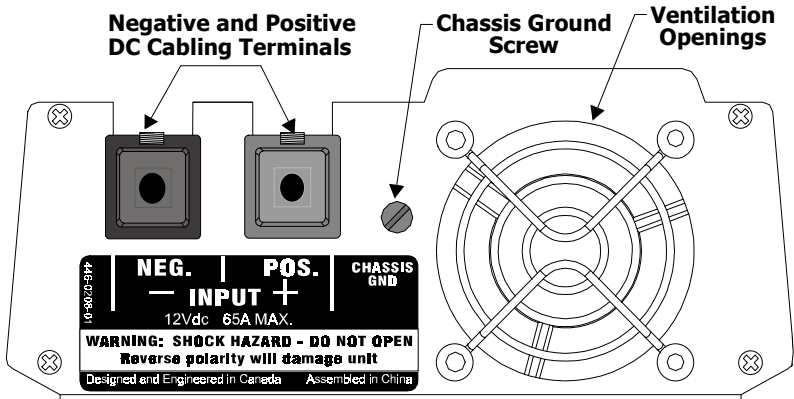 Negative and Positive
DC Cabling Terminals
Chassis Ground
Screw
Ventilation
Openings
446-0208-01
NEG.
POS.
CHASSIS
GND
− INPUT +
12Vdc 65A MAX.
WARNING: SHOCK HAZARD - DO NOT OPEN
Reverse polarity will damage unit
Designed and Engineered in Canada Assembled in China